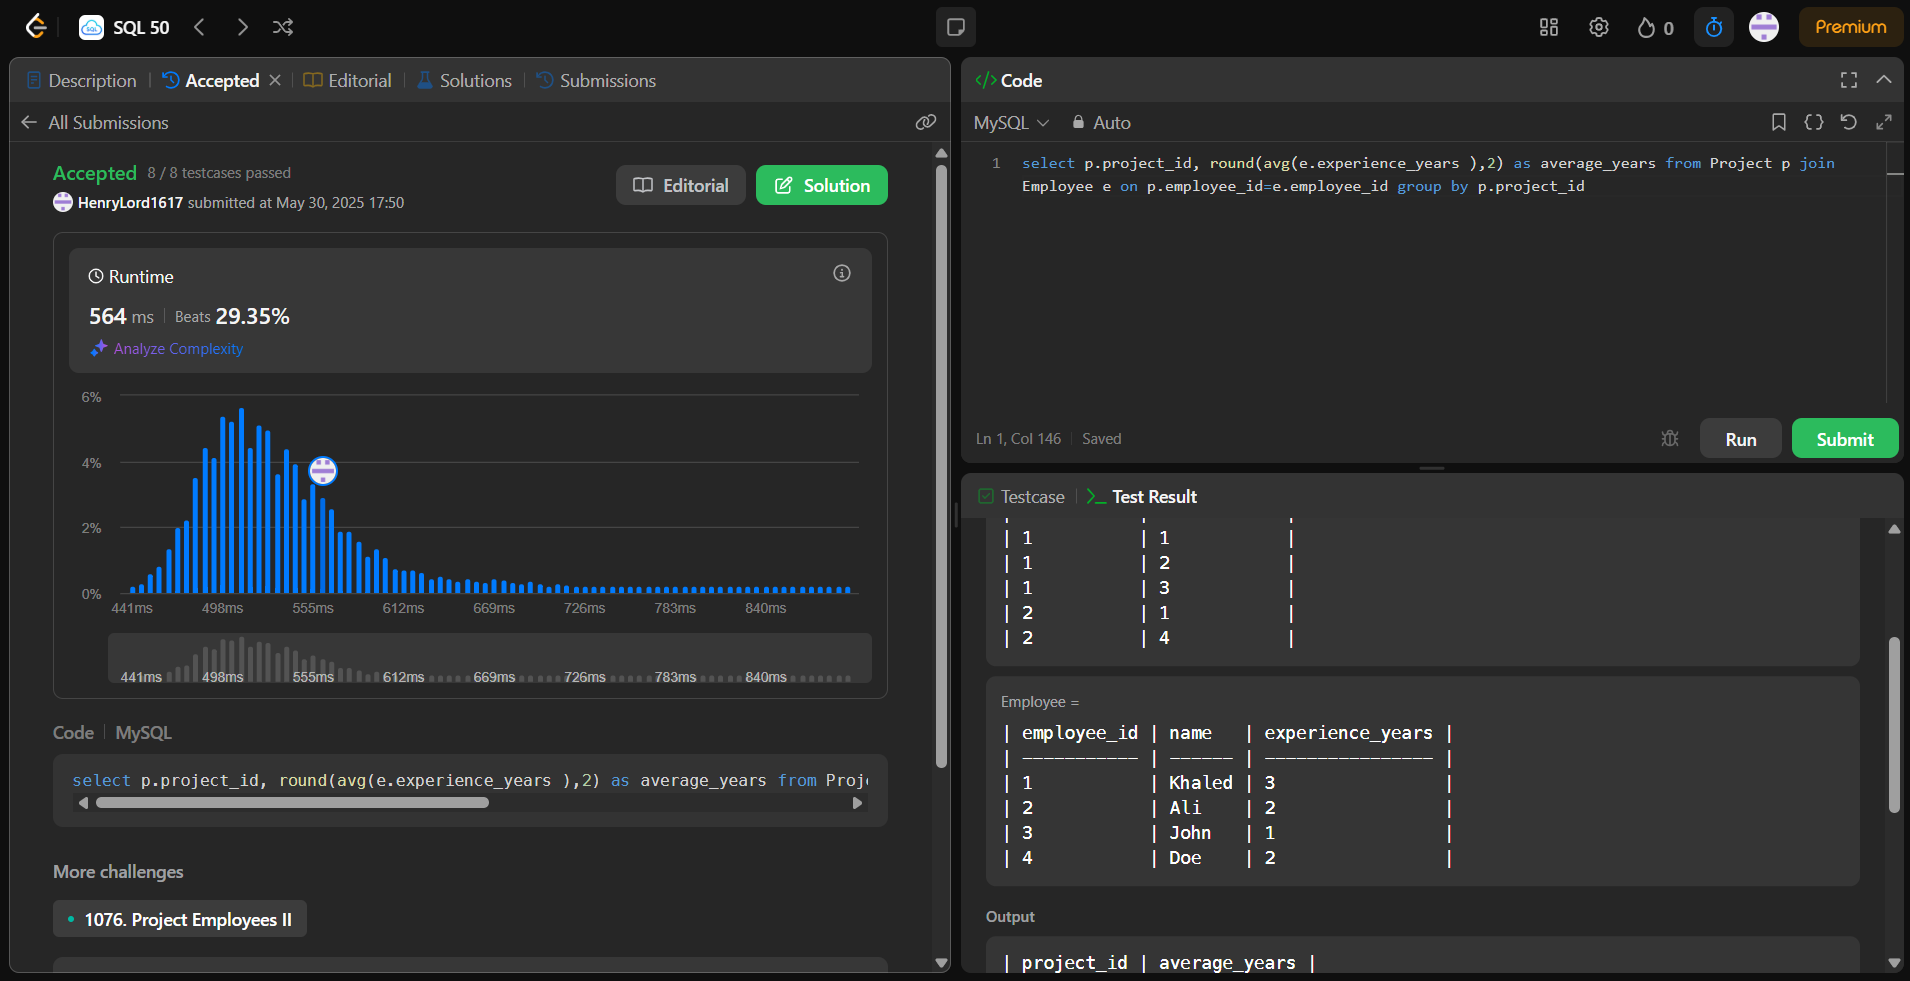 SQL 50
0
Premium
Description
Accepted
Editorial
Solutions
Submissions
All Submissions
Accepted 8 / 8 testcases passed
HenryLord1617 submitted at May 30, 2025 17:50
Editorial
Solution
Runtime
564 ms Beats 29.35%
Analyze Complexity
6%
4%
2%
0%
441ms 498ms 555ms 612ms 669ms 726ms 783ms 840ms
441ms 498ms 555ms 612ms 669ms 726ms 783ms 840ms
Code MySQL
select p.project_id, round(avg(e.experience_years ),2) as average_years from Proj
More challenges
1076. Project Employees II
</> Code
MySQL Auto
1 select p.project_id, round(avg(e.experience_years ),2) as average_years from Project p join
Employee e on p.employee_id=e.employee_id group by p.project_id
Ln 1, Col 146 Saved
Run
Submit
Testcase
>_ Test Result
| 1 | 1 |
| 1 | 2 |
| 1 | 3 |
| 2 | 1 |
| 2 | 4 |
Employee =
| employee_id | name | experience_years |
| ----------- | ------ | ---------------- |
| 1 | Khaled | 3 |
| 2 | Ali | 2 |
| 3 | John | 1 |
| 4 | Doe | 2 |
Output
| project_id | average_years |